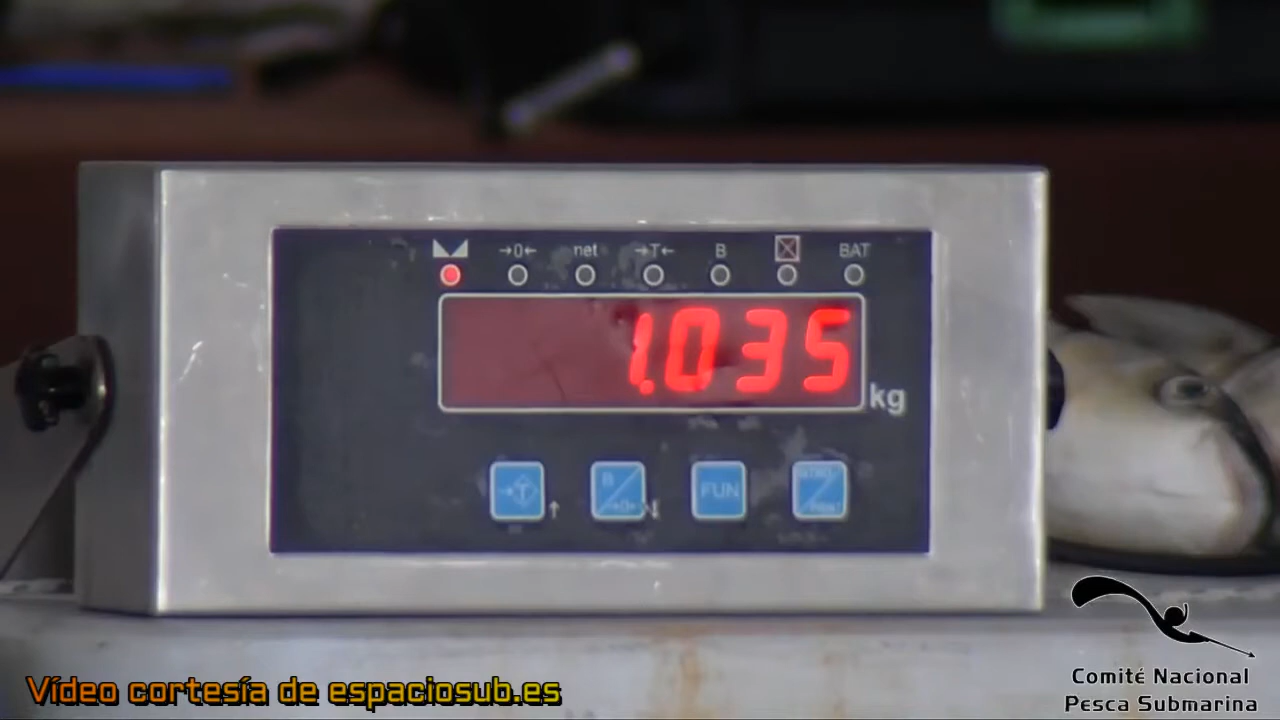 →0← net →T← B BAT
1.035
kg
→T← ↑ B FUN
Vídeo cortesía de espaciosub.es
Comité Nacional
Pesca Submarina